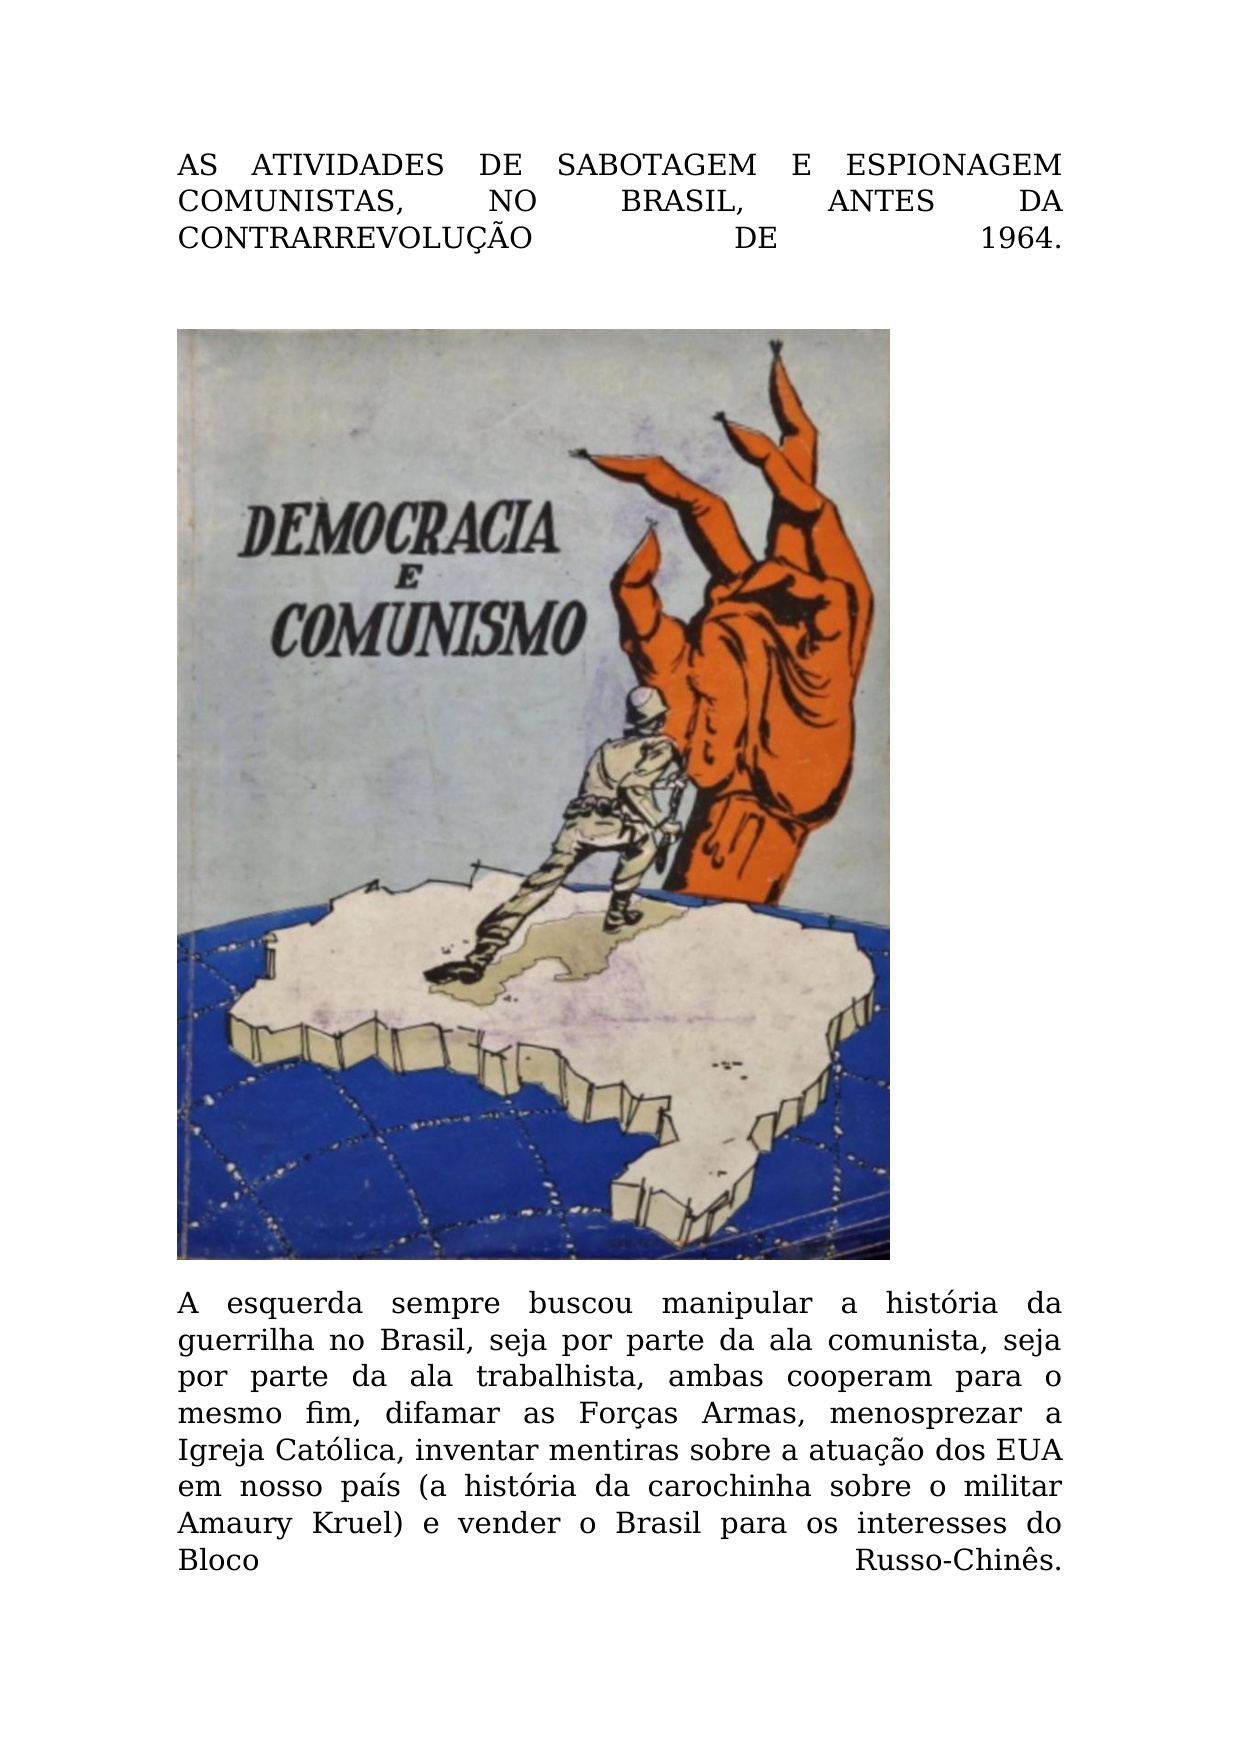 AS ATIVIDADES DE SABOTAGEM E ESPIONAGEM
COMUNISTAS, NO BRASIL, ANTES DA
CONTRARREVOLUÇÃO DE 1964.
DEMOCRACIA
E
COMUNISMO
A esquerda sempre buscou manipular a história da
guerrilha no Brasil, seja por parte da ala comunista, seja
por parte da ala trabalhista, ambas cooperam para o
mesmo fim, difamar as Forças Armas, menosprezar a
Igreja Católica, inventar mentiras sobre a atuação dos EUA
em nosso país (a história da carochinha sobre o militar
Amaury Kruel) e vender o Brasil para os interesses do
Bloco Russo-Chinês.